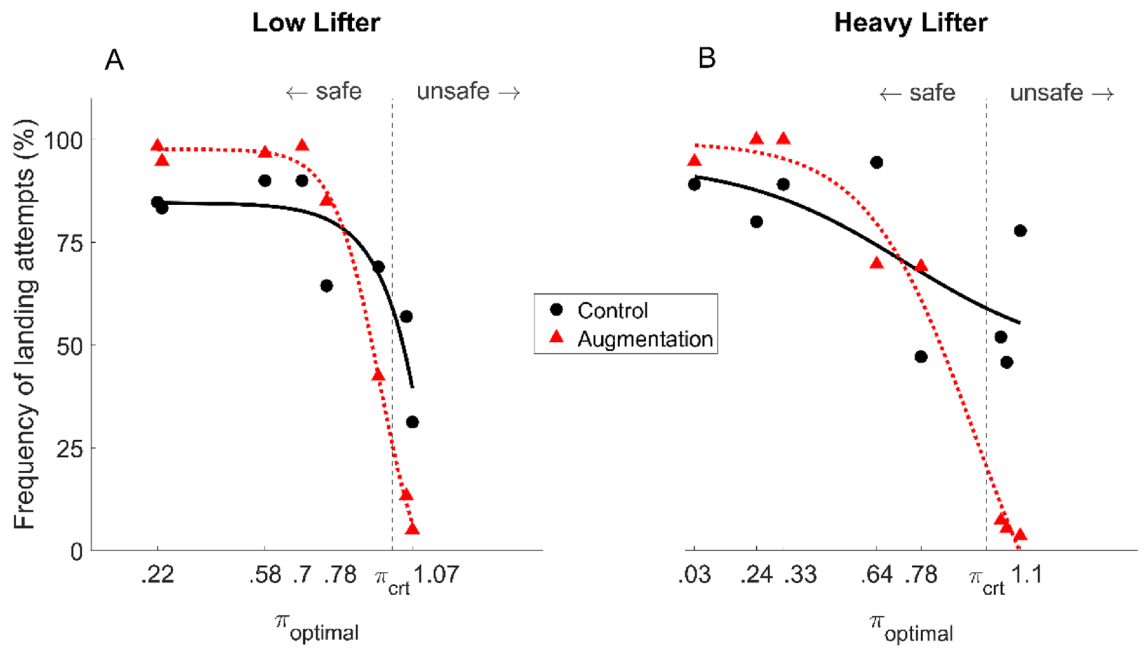 Low Lifter
Heavy Lifter
A
B
← safe
unsafe →
← safe
unsafe →
Frequency of landing attempts (%)
100
75
50
25
0
Control
Augmentation
.22 .58 .7 .78 πcrt 1.07
.03 .24 .33 .64 .78 πcrt 1.1
πoptimal
πoptimal